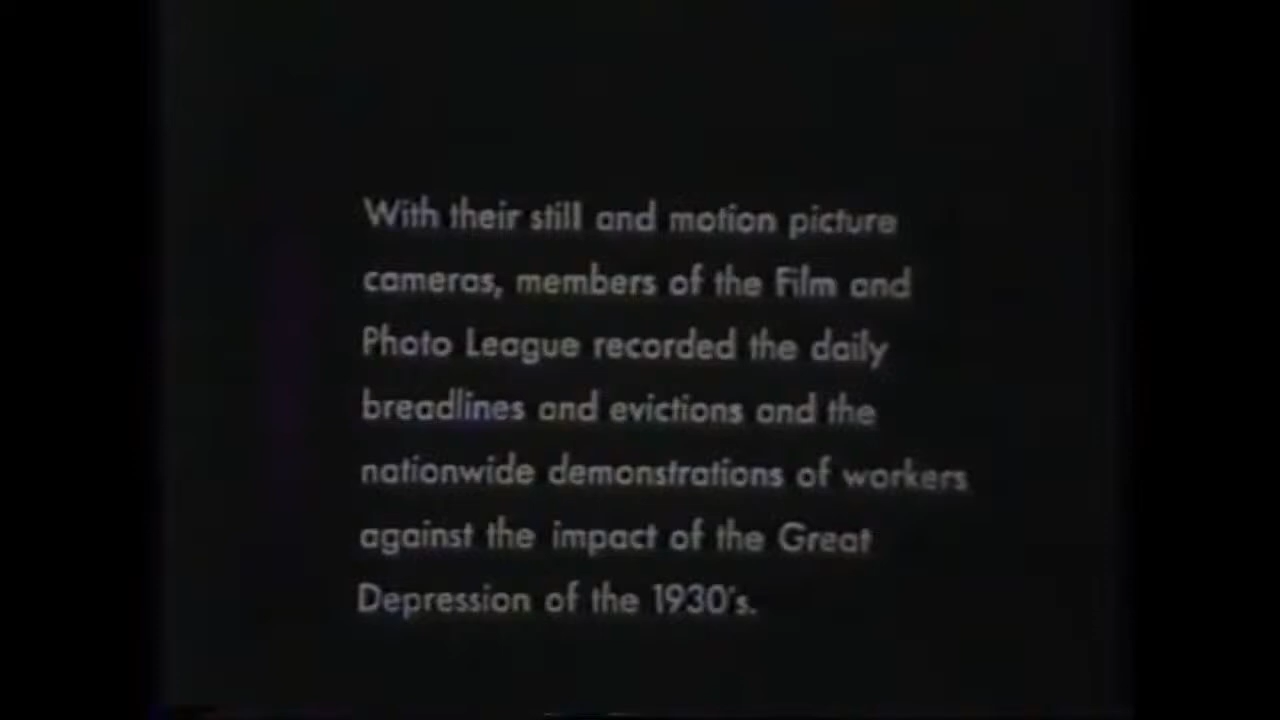 With their still and motion picture
cameras, members of the Film and
Photo League recorded the daily
breadlines and evictions and the
nationwide demonstrations of workers
against the impact of the Great
Depression of the 1930's.